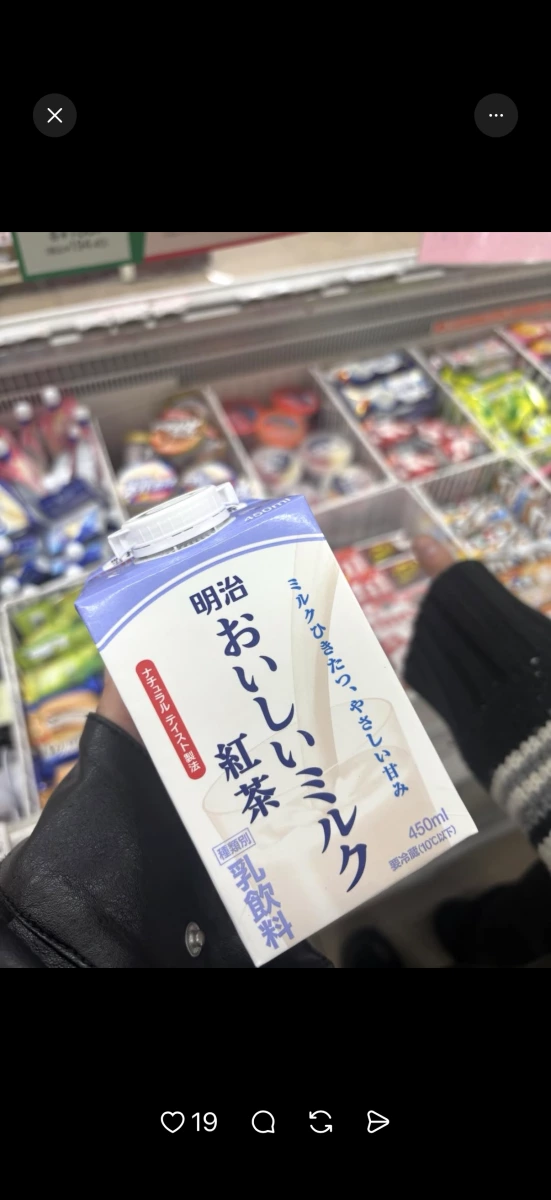 450ml
明治
おいしいミルク
紅茶
ミルクひきたつ、やさしい甘み
ナチュラル テイスト製法
種類別
乳飲料
450ml
要冷蔵(10℃以下)
19